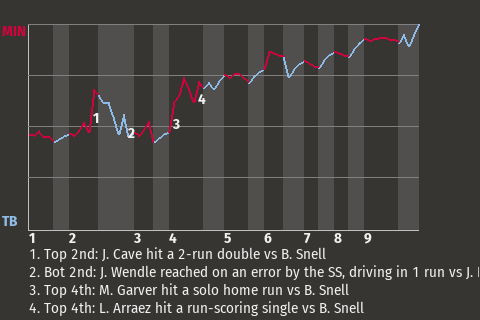 MIN
1
2
3
4
TB
1 2 3 4 5 6 7 8 9
1. Top 2nd: J. Cave hit a 2-run double vs B. Snell
2. Bot 2nd: J. Wendle reached on an error by the SS, driving in 1 run vs J.
3. Top 4th: M. Garver hit a solo home run vs B. Snell
4. Top 4th: L. Arraez hit a run-scoring single vs B. Snell